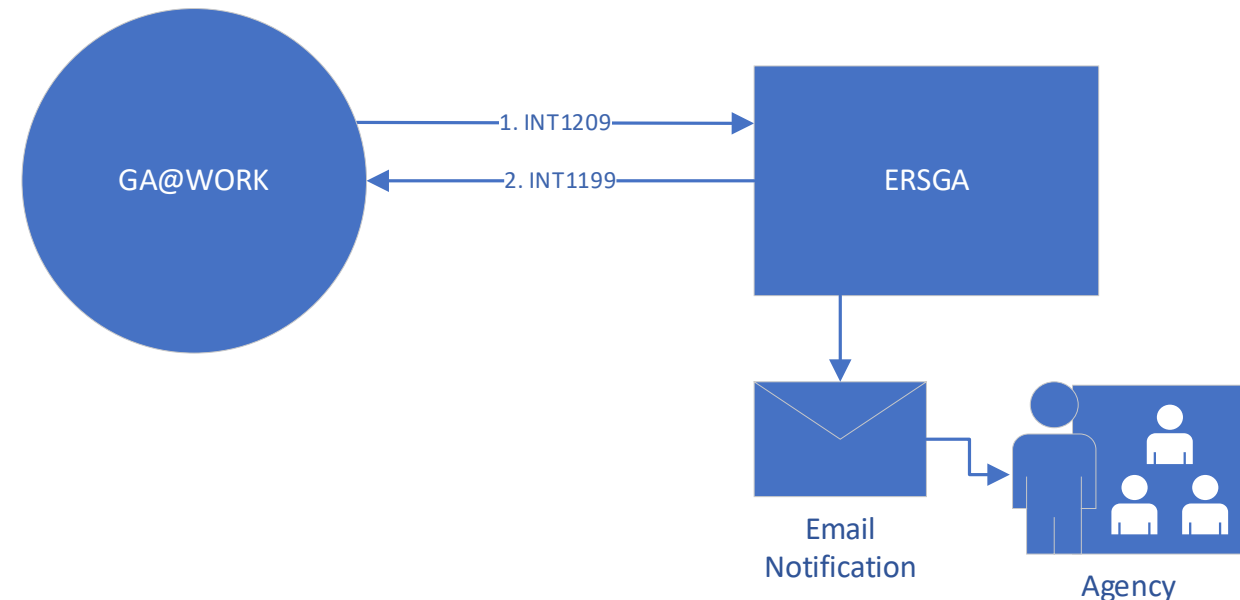 1. INT1209
GA@WORK
2. INT1199
ERSGA
Email
Notification
Agency